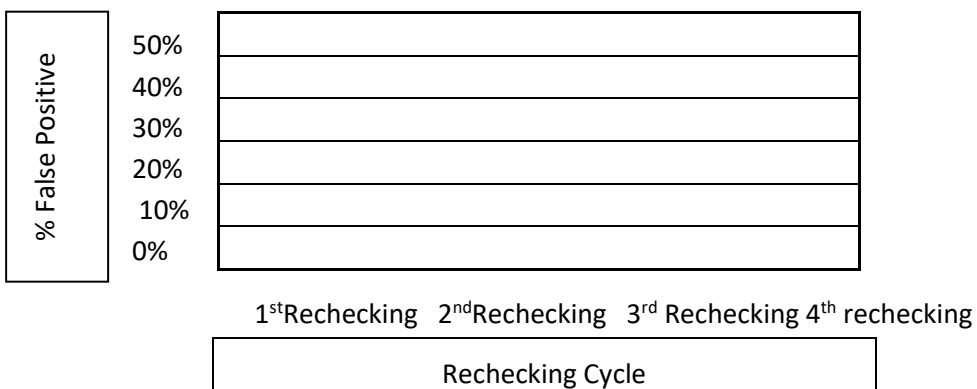 % False Positive
50%
40%
30%
20%
10%
0%
1stRechecking 2ndRechecking 3rd Rechecking 4th rechecking
Rechecking Cycle